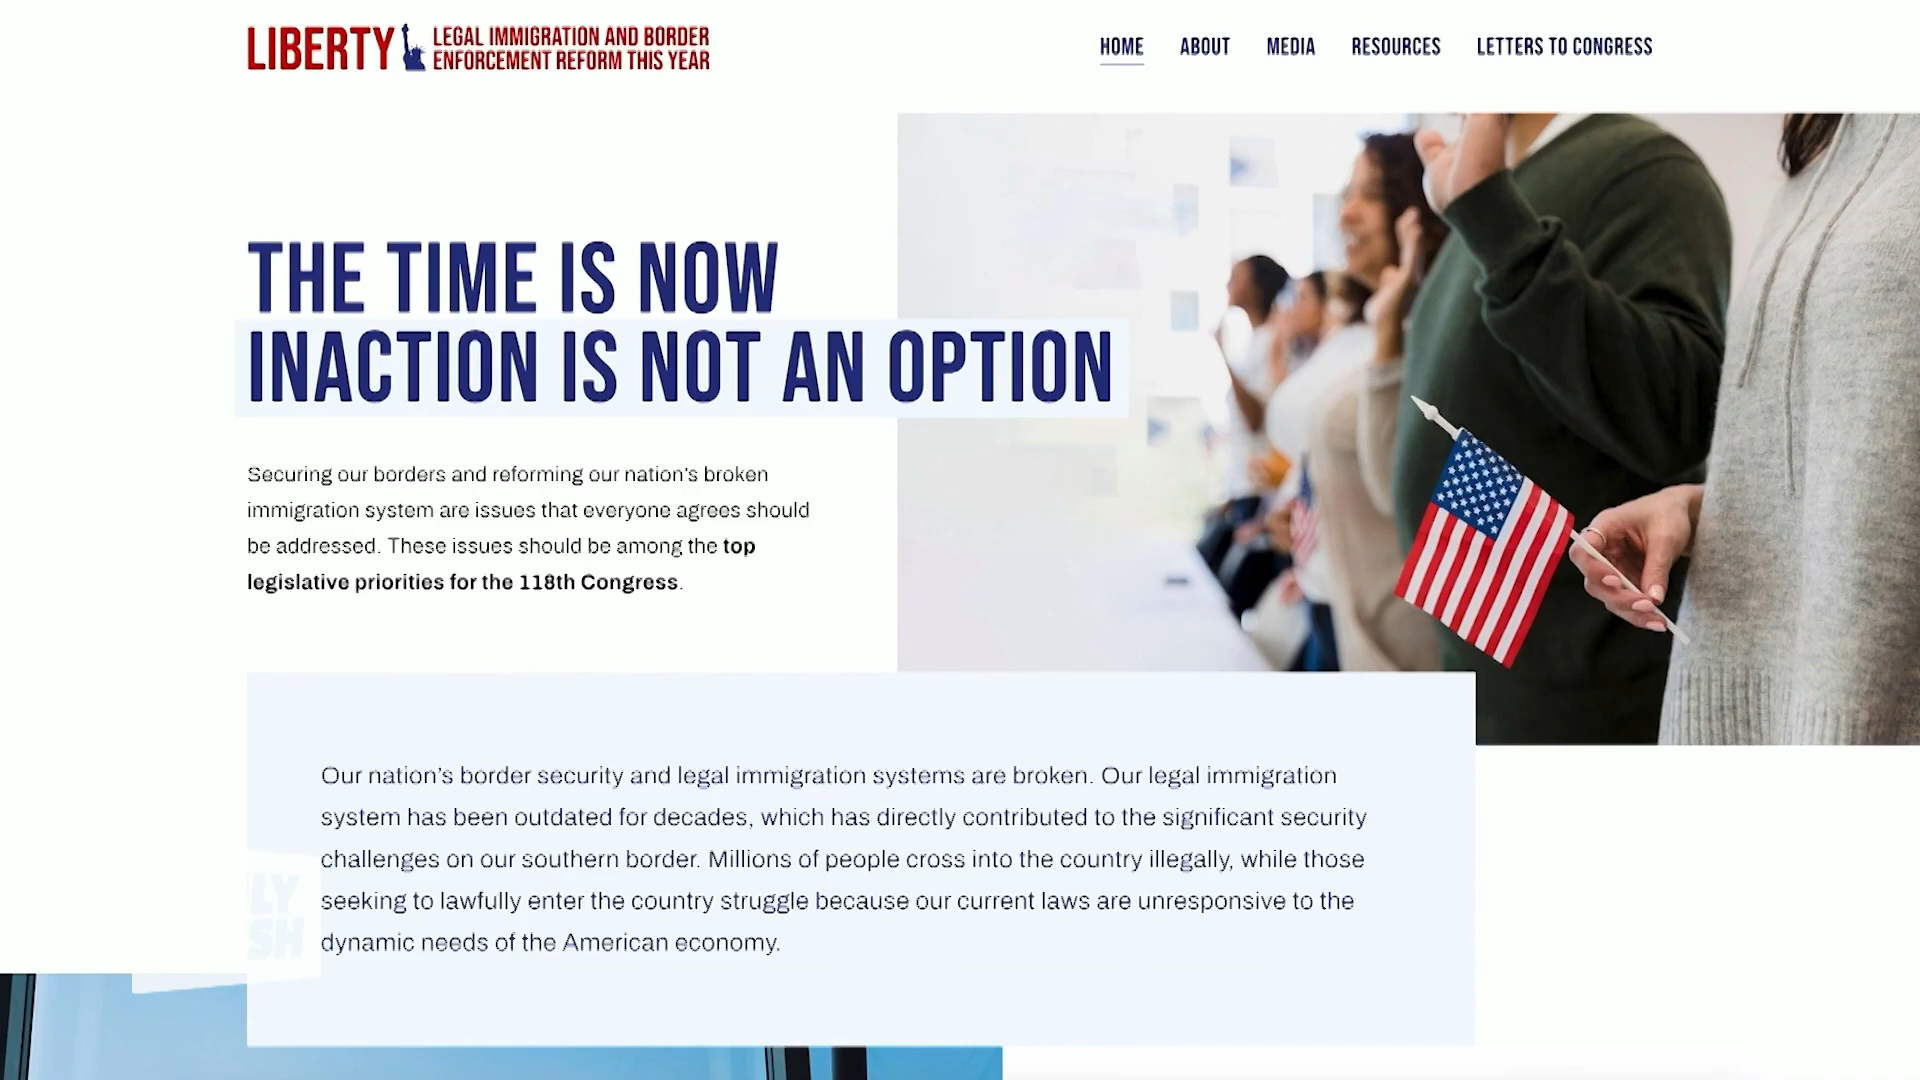 LIBERTY
LEGAL IMMIGRATION AND BORDER
ENFORCEMENT REFORM THIS YEAR
HOME ABOUT MEDIA RESOURCES LETTERS TO CONGRESS
THE TIME IS NOW
INACTION IS NOT AN OPTION
Securing our borders and reforming our nation's broken
immigration system are issues that everyone agrees should
be addressed. These issues should be among the top
legislative priorities for the 118th Congress.
Our nation’s border security and legal immigration systems are broken. Our legal immigration
system has been outdated for decades, which has directly contributed to the significant security
challenges on our southern border. Millions of people cross into the country illegally, while those
seeking to lawfully enter the country struggle because our current laws are unresponsive to the
dynamic needs of the American economy.